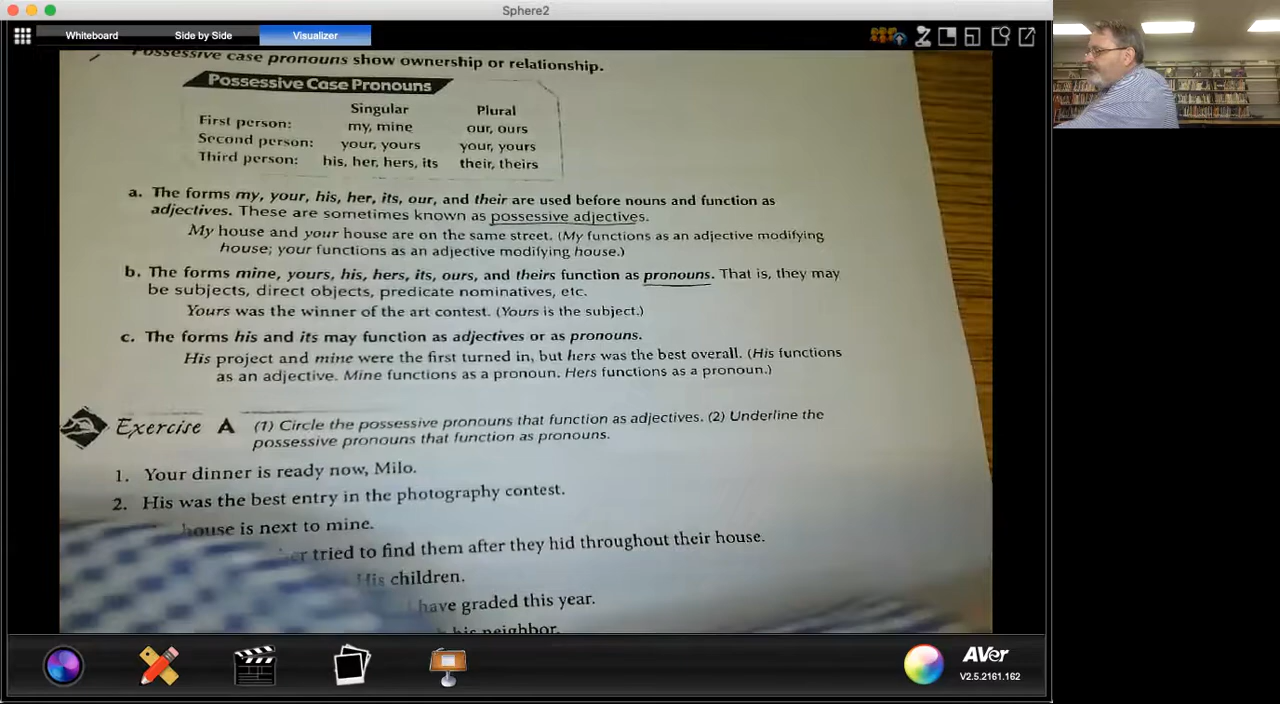 Sphere2
Whiteboard Side by Side Visualizer
Possessive case pronouns show ownership or relationship.
Possessive Case Pronouns
Singular Plural
First person: my, mine our, ours
Second person: your, yours your, yours
Third person: his, her, hers, its their, theirs
a. The forms my, your, his, her, its, our, and their are used before nouns and function as
adjectives. These are sometimes known as possessive adjectives.
My house and your house are on the same street. (My functions as an adjective modifying
house; your functions as an adjective modifying house.)
b. The forms mine, yours, his, hers, its, ours, and theirs function as pronouns. That is, they may
be subjects, direct objects, predicate nominatives, etc.
Yours was the winner of the art contest. (Yours is the subject.)
c. The forms his and its may function as adjectives or as pronouns.
His project and mine were the first turned in, but hers was the best overall. (His functions
as an adjective. Mine functions as a pronoun. Hers functions as a pronoun.)
Exercise A (1) Circle the possessive pronouns that function as adjectives. (2) Underline the
possessive pronouns that function as pronouns.
1. Your dinner is ready now, Milo.
2. His was the best entry in the photography contest.
house is next to mine.
tried to find them after they hid throughout their house.
His children.
have graded this year.
his neighbor.
AVer
V2.5.2161.162